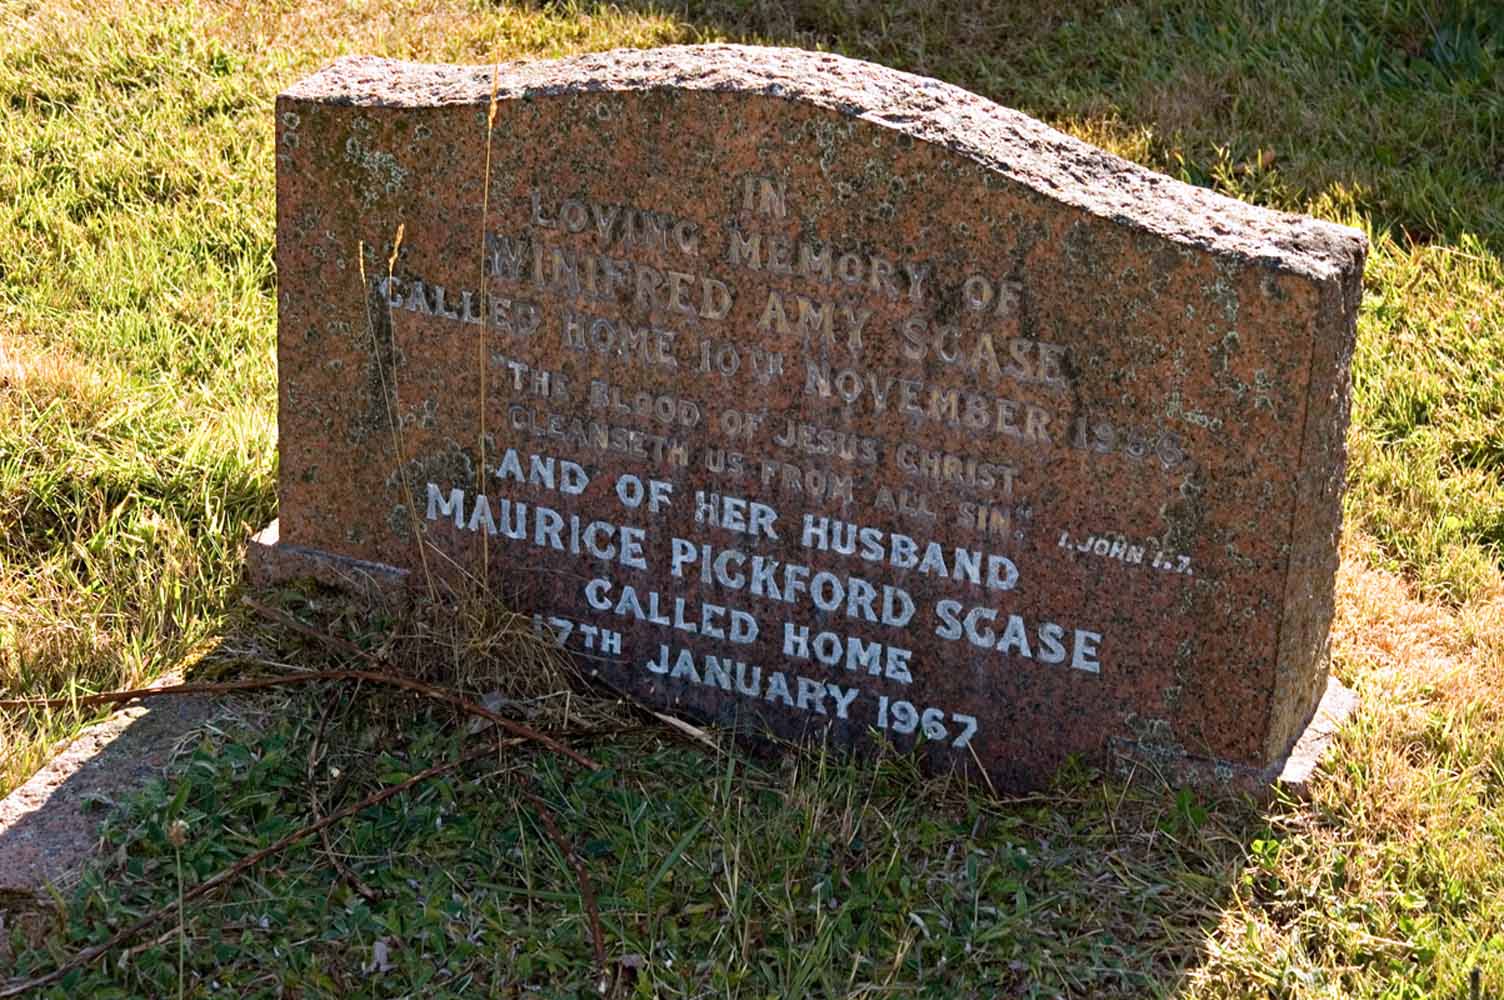 IN
LOVING MEMORY OF
WINIFRED AMY SCASE
CALLED HOME 10TH NOVEMBER
"THE BLOOD OF JESUS CHRIST
CLEANSETH US FROM ALL SIN."
I. JOHN 1.7.
AND OF HER HUSBAND
MAURICE PICKFORD SCASE
CALLED HOME
17TH JANUARY 1967